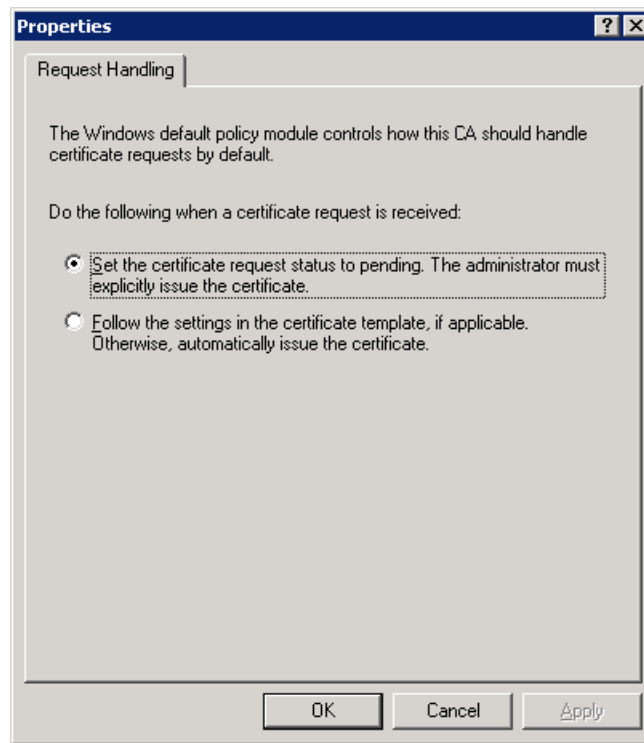 Properties
Request Handling
The Windows default policy module controls how this CA should handle
certificate requests by default.
Do the following when a certificate request is received:
Set the certificate request status to pending. The administrator must
explicitly issue the certificate.
Follow the settings in the certificate template, if applicable.
Otherwise, automatically issue the certificate.
OK Cancel Apply